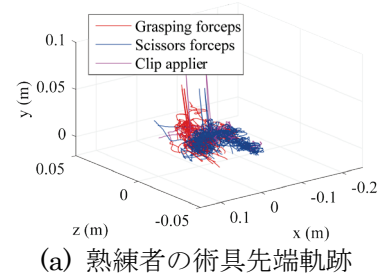 Grasping forceps
Scissors forceps
Clip applier
0.1
0.05
0
y (m)
0.05
0
-0.05
z (m)
0.1
0
-0.1
-0.2
x (m)
(a) 熟練者の術具先端軌跡